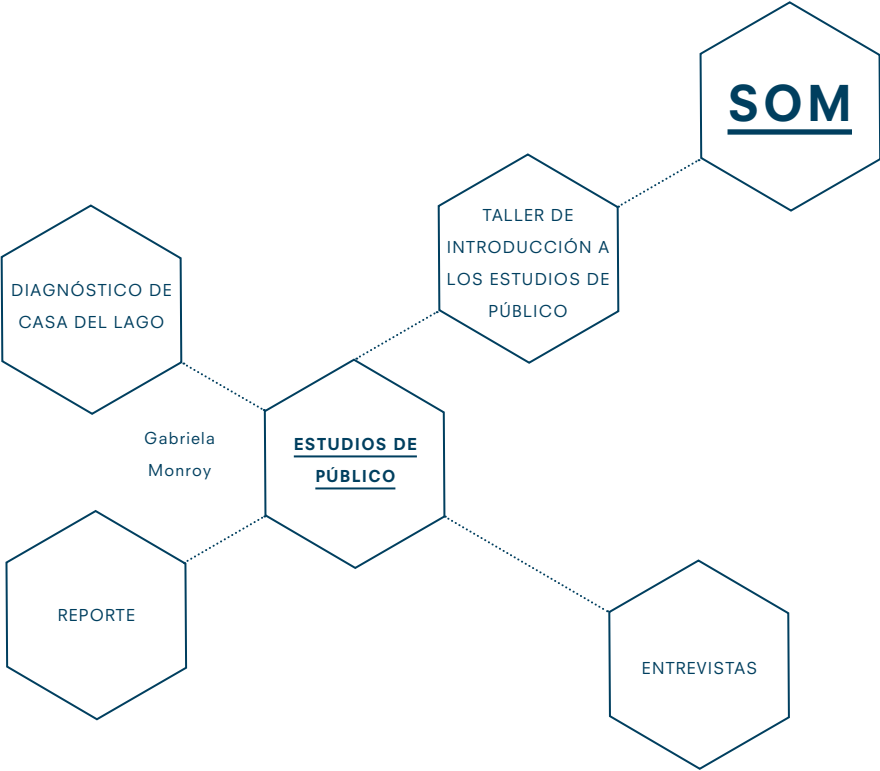 SOM
TALLER DE
INTRODUCCIÓN A
LOS ESTUDIOS DE
PÚBLICO
DIAGNÓSTICO DE
CASA DEL LAGO
Gabriela
Monroy
ESTUDIOS DE
PÚBLICO
REPORTE
ENTREVISTAS